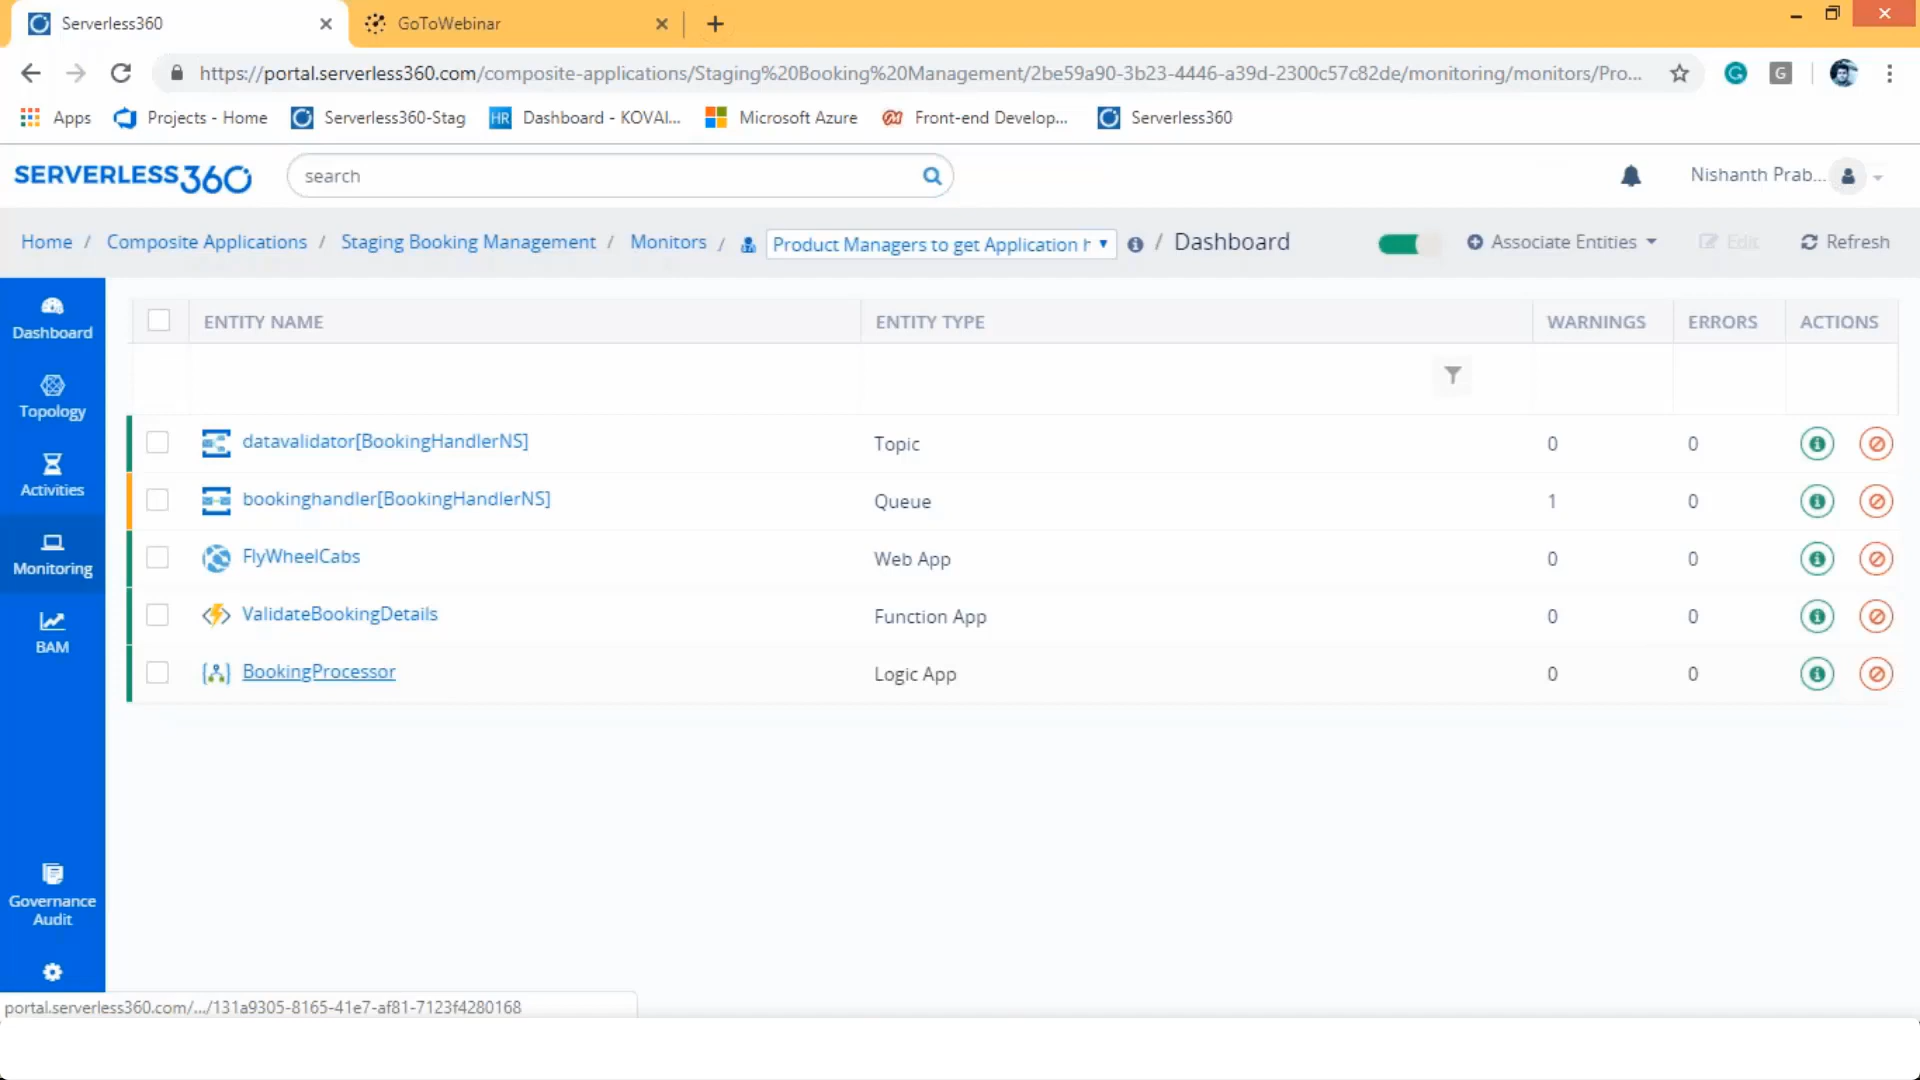 Serverless360
GoToWebinar
https://portal.serverless360.com/composite-applications/Staging%20Booking%20Management/2be59a90-3b23-4446-a39d-2300c57c82de/monitoring/monitors/Pro...
Apps
Projects - Home
Serverless360-Stag
HR
Dashboard - KOVAI...
Microsoft Azure
Front-end Develop...
Serverless360
SERVERLESS360
search
Nishanth Prab...
Home / Composite Applications / Staging Booking Management / Monitors / Product Managers to get Application h / Dashboard
Associate Entities
Edit
Refresh
Dashboard
Topology
Activities
Monitoring
BAM
Governance
Audit
ENTITY NAME ENTITY TYPE WARNINGS ERRORS ACTIONS
datavalidator[BookingHandlerNS] Topic 0 0
bookinghandler[BookingHandlerNS] Queue 1 0
FlyWheelCabs Web App 0 0
ValidateBookingDetails Function App 0 0
BookingProcessor Logic App 0 0
portal.serverless360.com/.../131a9305-8165-41e7-af81-7123f4280168